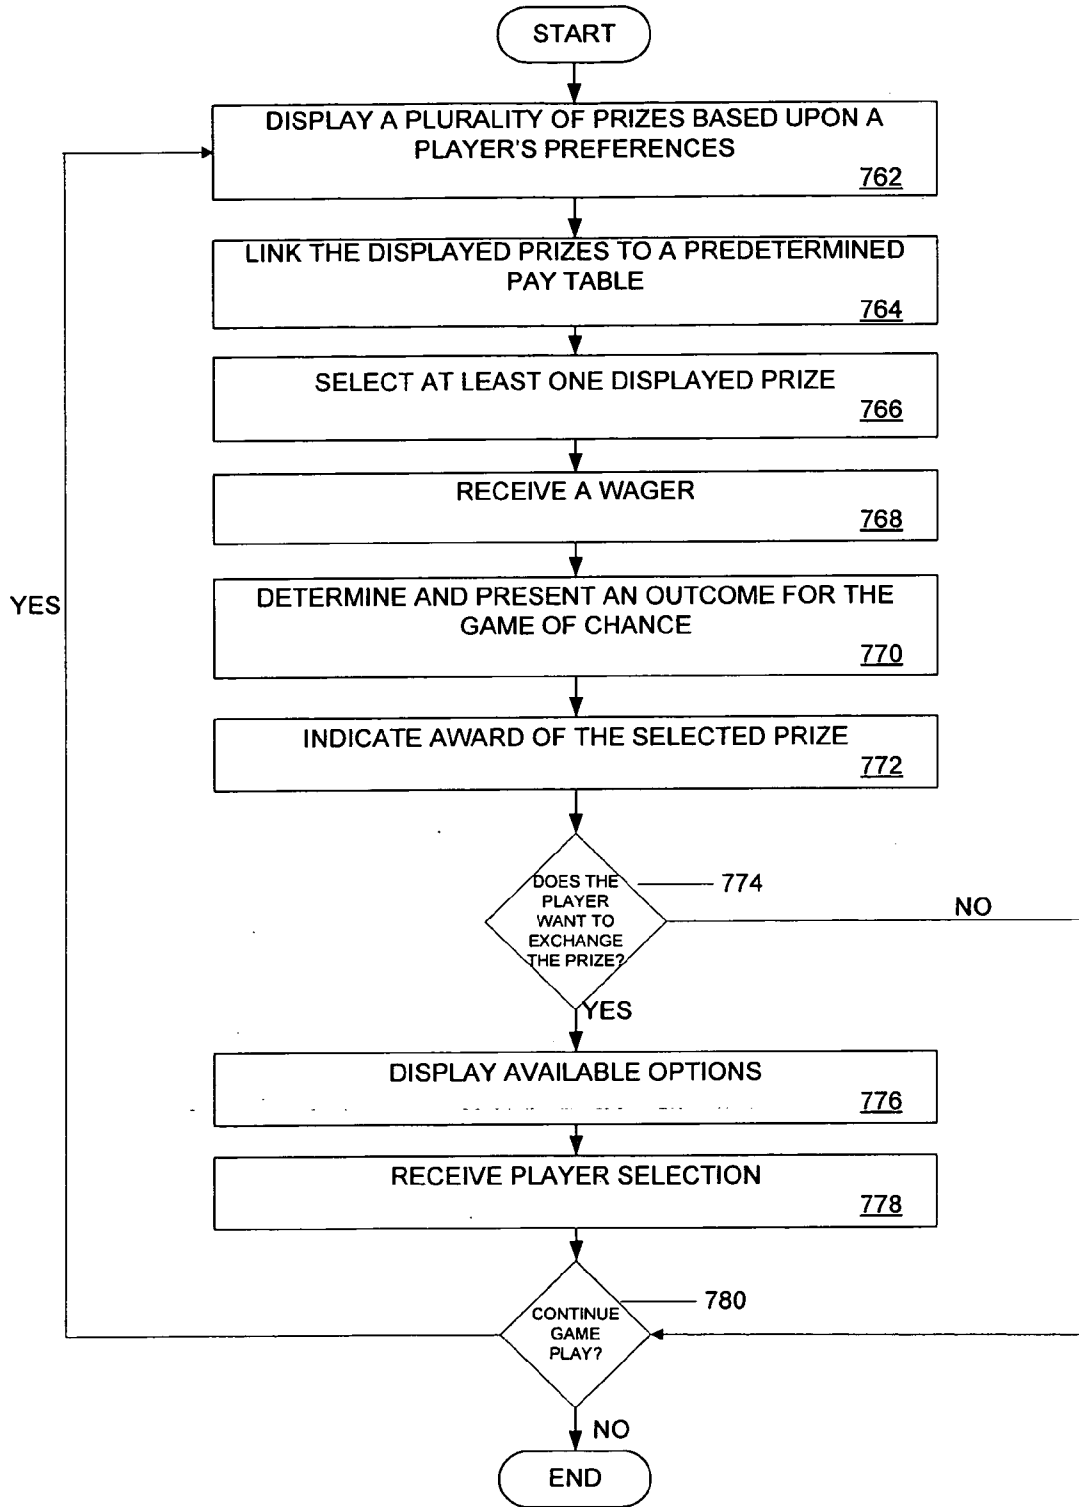 START
DISPLAY A PLURALITY OF PRIZES BASED UPON A
PLAYER'S PREFERENCES
762
LINK THE DISPLAYED PRIZES TO A PREDETERMINED
PAY TABLE
764
SELECT AT LEAST ONE DISPLAYED PRIZE
766
RECEIVE A WAGER
768
YES
DETERMINE AND PRESENT AN OUTCOME FOR THE
GAME OF CHANCE
770
INDICATE AWARD OF THE SELECTED PRIZE
772
DOES THE
PLAYER
WANT TO
EXCHANGE
THE PRIZE?
774
NO
YES
DISPLAY AVAILABLE OPTIONS
776
RECEIVE PLAYER SELECTION
778
CONTINUE
GAME
PLAY?
780
NO
END